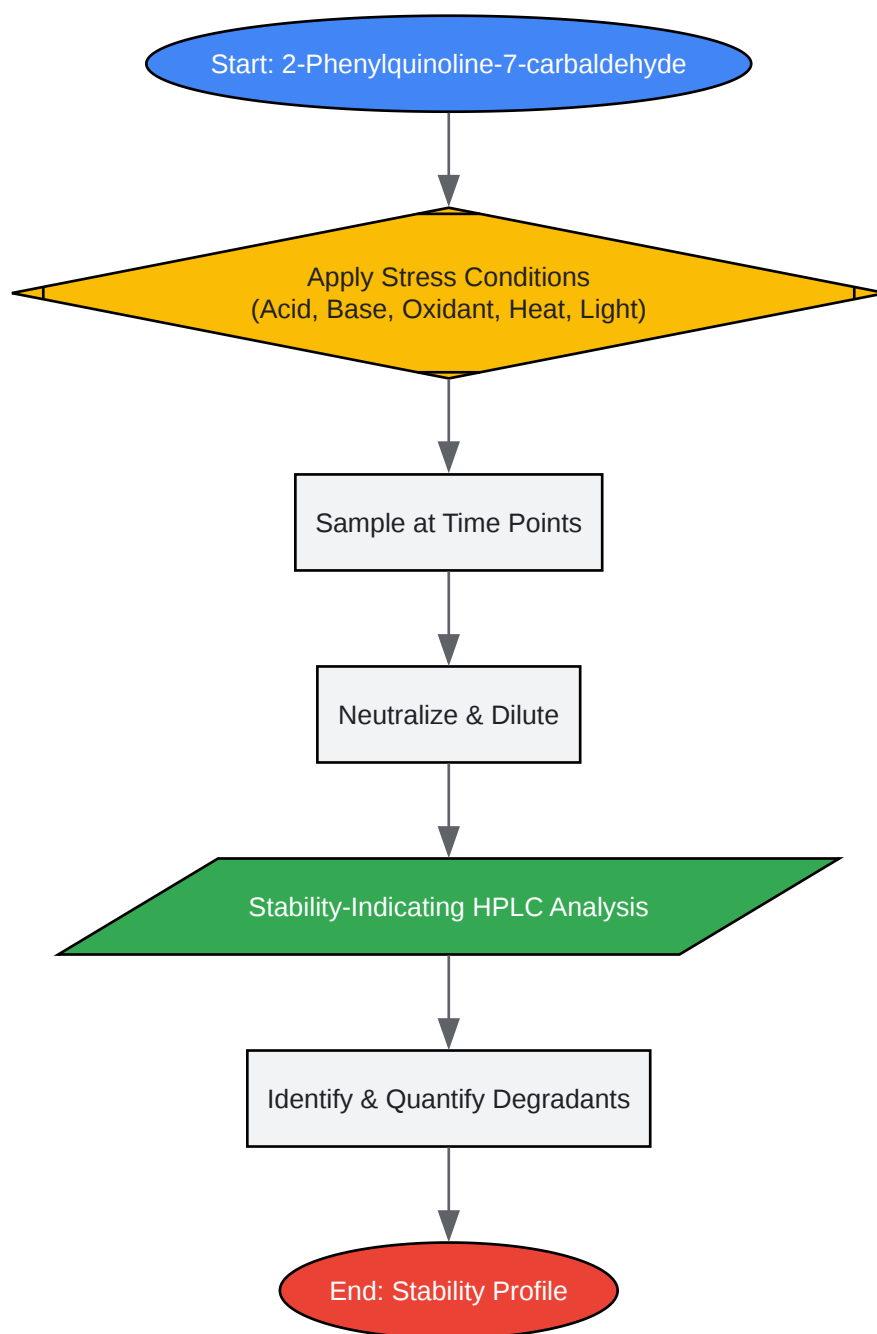 Start: 2-Phenylquinoline-7-carbaldehyde
Apply Stress Conditions
(Acid, Base, Oxidant, Heat, Light)
Sample at Time Points
Neutralize & Dilute
Stability-Indicating HPLC Analysis
Identify & Quantify Degradants
End: Stability Profile